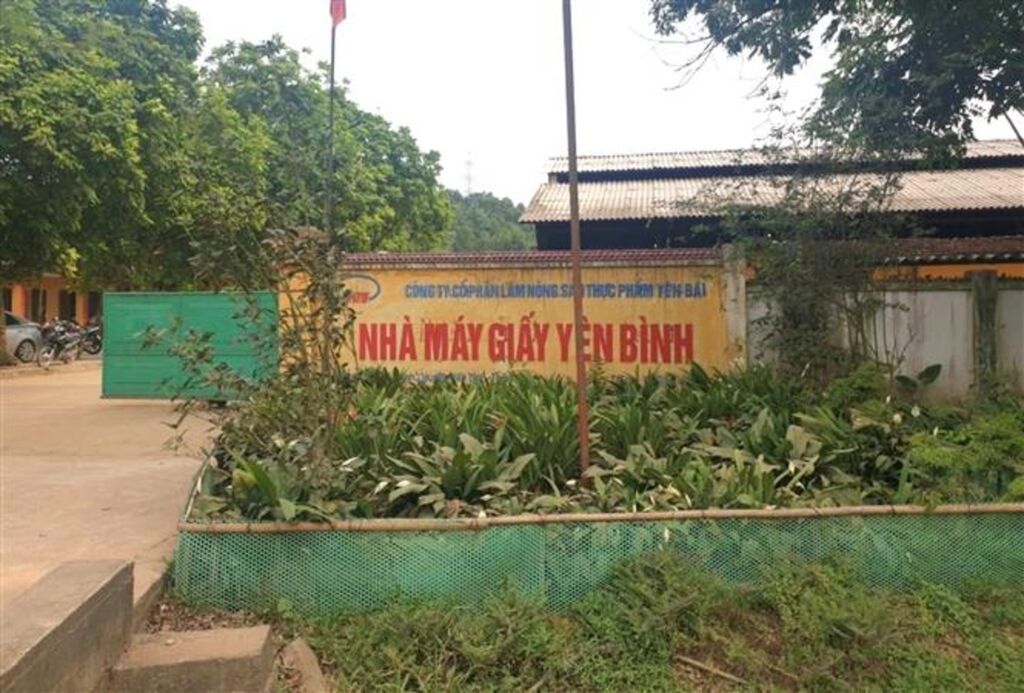 CÔNG TY CỔ PHẦN LÂM NÔNG SẢN THỰC PHẨM YÊN BÁI
NHÀ MÁY GIẤY YÊN BÌNH